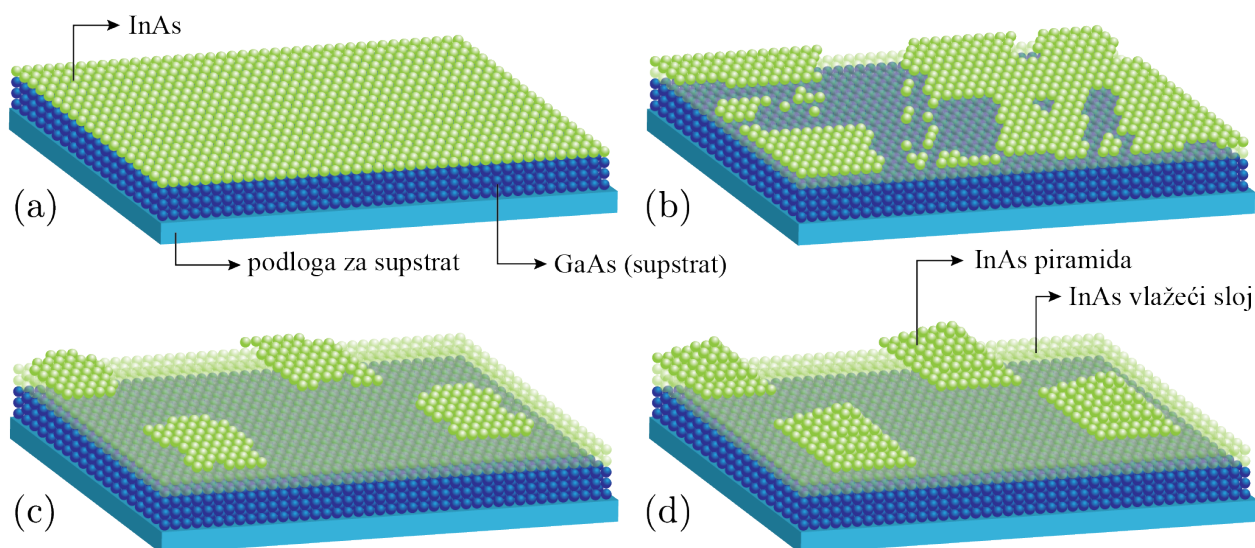 InAs
(a)
(b)
podloga za supstrat
GaAs (supstrat)
InAs piramida
InAs vlažeći sloj
(c)
(d)